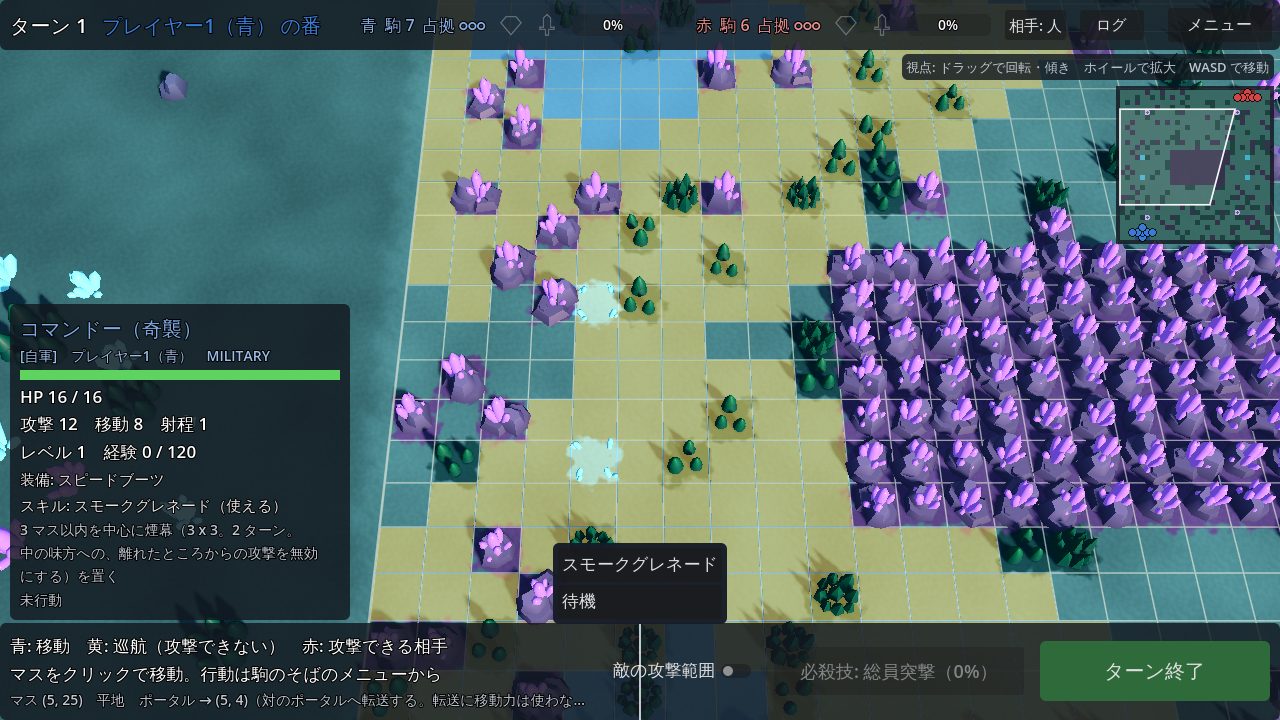 ターン 1　プレイヤー1（青）の番　青 駒 7 占拠 ooo　0%　赤 駒 6 占拠 ooo　0%　相手: 人　ログ　メニュー
視点: ドラッグで回転・傾き　ホイールで拡大　WASD で移動
コマンドー（奇襲）
[自軍]　プレイヤー1（青）　MILITARY
HP 16 / 16
攻撃 12　移動 8　射程 1
レベル 1　経験 0 / 120
装備: スピードブーツ
スキル: スモークグレネード（使える）
3 マス以内を中心に煙幕（3 x 3。2 ターン。
中の味方への、離れたところからの攻撃を無効
にする）を置く
未行動
スモークグレネード
待機
青: 移動　黄: 巡航（攻撃できない）　赤: 攻撃できる相手
マスをクリックで移動　行動は駒のそばのメニューから
マス (5, 25)　平地　ポータル → (5, 4)（対のポータルへ転送する。転送に移動力は使わな...
敵の攻撃範囲
必殺技: 総員突撃（0%）
ターン終了